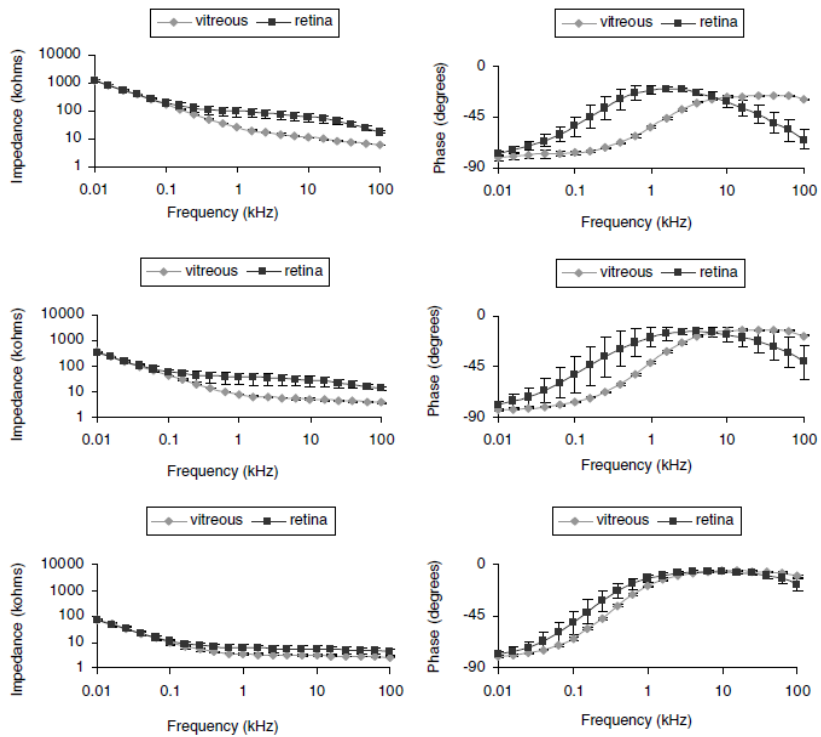 vitreous retina
vitreous retina
10000
1000
100
10
1
Impedance (kohms)
0.01 0.1 1 10 100
Frequency (kHz)
0
-45
-90
Phase (degrees)
0.01 0.1 1 10 100
Frequency (kHz)
vitreous retina
vitreous retina
10000
1000
100
10
1
Impedance (kohms)
0.01 0.1 1 10 100
Frequency (kHz)
0
-45
-90
Phase (degrees)
0.01 0.1 1 10 100
Frequency (kHz)
vitreous retina
vitreous retina
10000
1000
100
10
1
Impedance (kohms)
0.01 0.1 1 10 100
Frequency (kHz)
0
-45
-90
Phase (degrees)
0.01 0.1 1 10 100
Frequency (kHz)